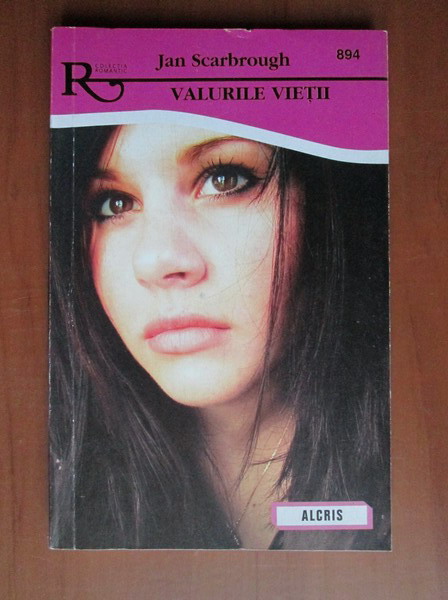 Jan Scarbrough
894
R
COLECȚIA
ROMANTIC
VALURILE VIEȚII
ALCRIS